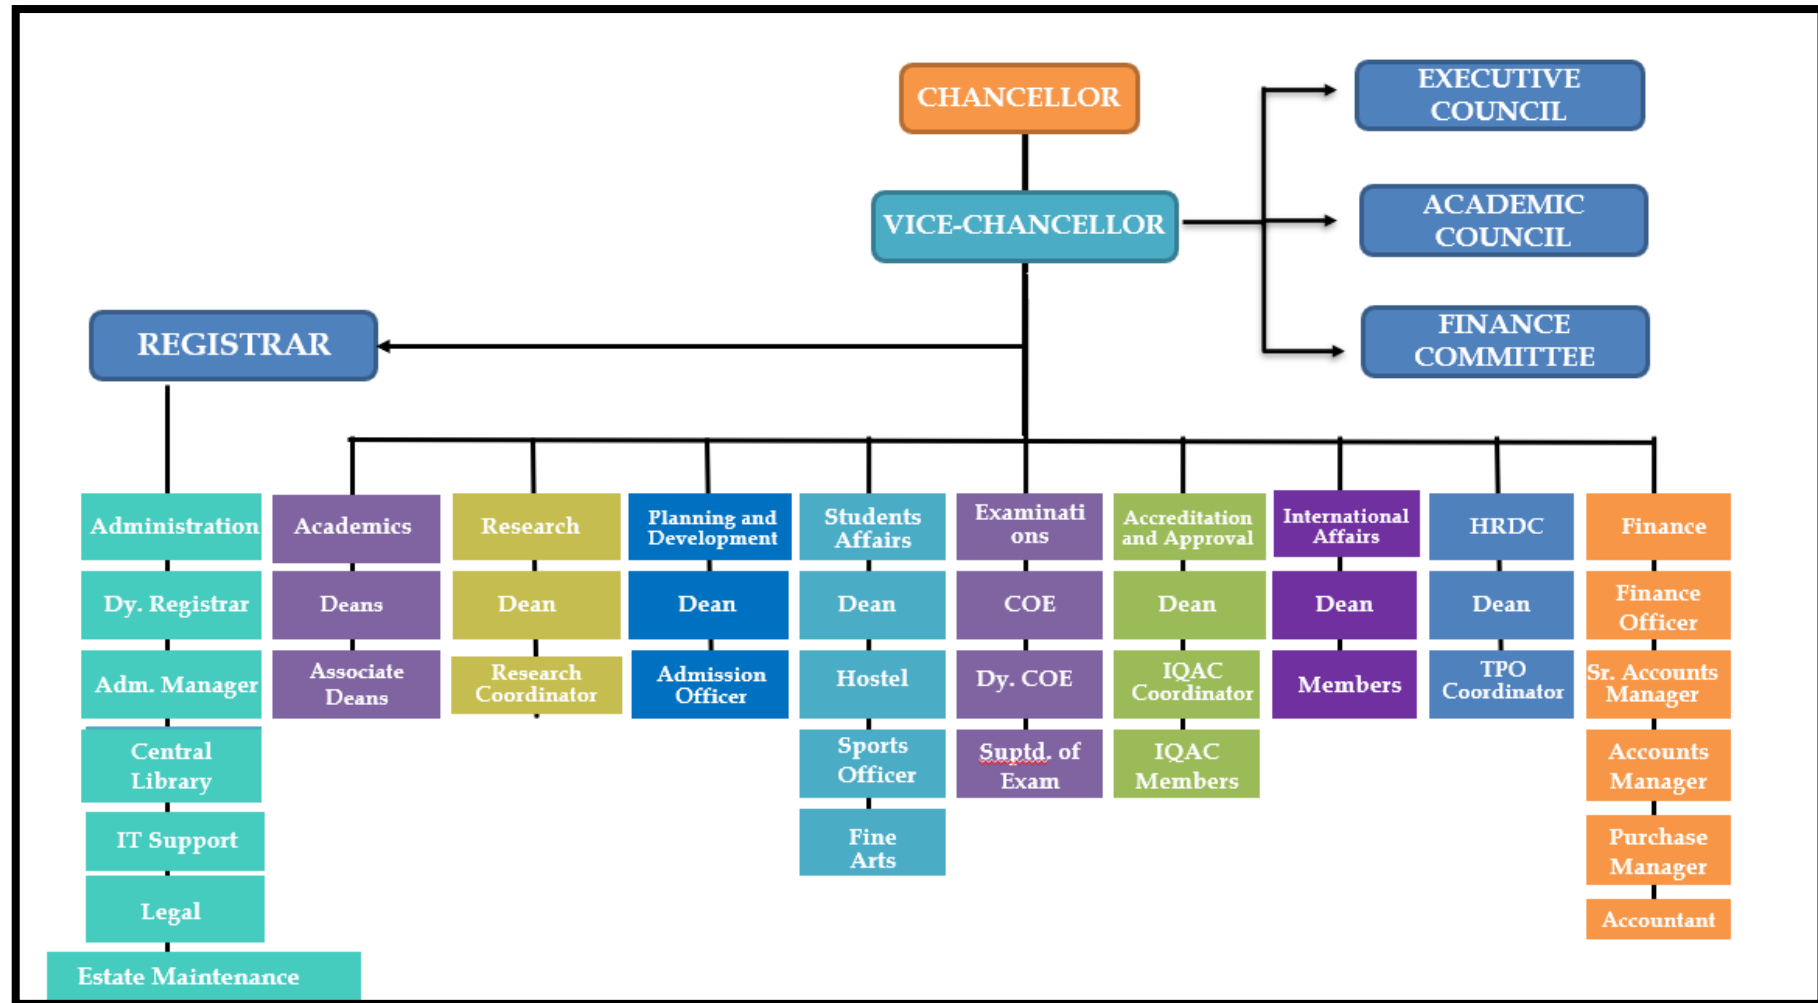 CHANCELLOR
EXECUTIVE
COUNCIL
VICE-CHANCELLOR
ACADEMIC
COUNCIL
REGISTRAR
FINANCE
COMMITTEE
Administration
Dy. Registrar
Adm. Manager
Central
Library
IT Support
Legal
Estate Maintenance
Academics
Deans
Associate
Deans
Research
Dean
Research
Coordinator
Planning and
Development
Dean
Admission
Officer
Students
Affairs
Dean
Hostel
Sports
Officer
Fine
Arts
Examinati
ons
COE
Dy. COE
Suptd. of
Exam
Accreditation
and Approval
Dean
IQAC
Coordinator
IQAC
Members
International
Affairs
Dean
Members
HRDC
Dean
TPO
Coordinator
Finance
Finance
Officer
Sr. Accounts
Manager
Accounts
Manager
Purchase
Manager
Accountant